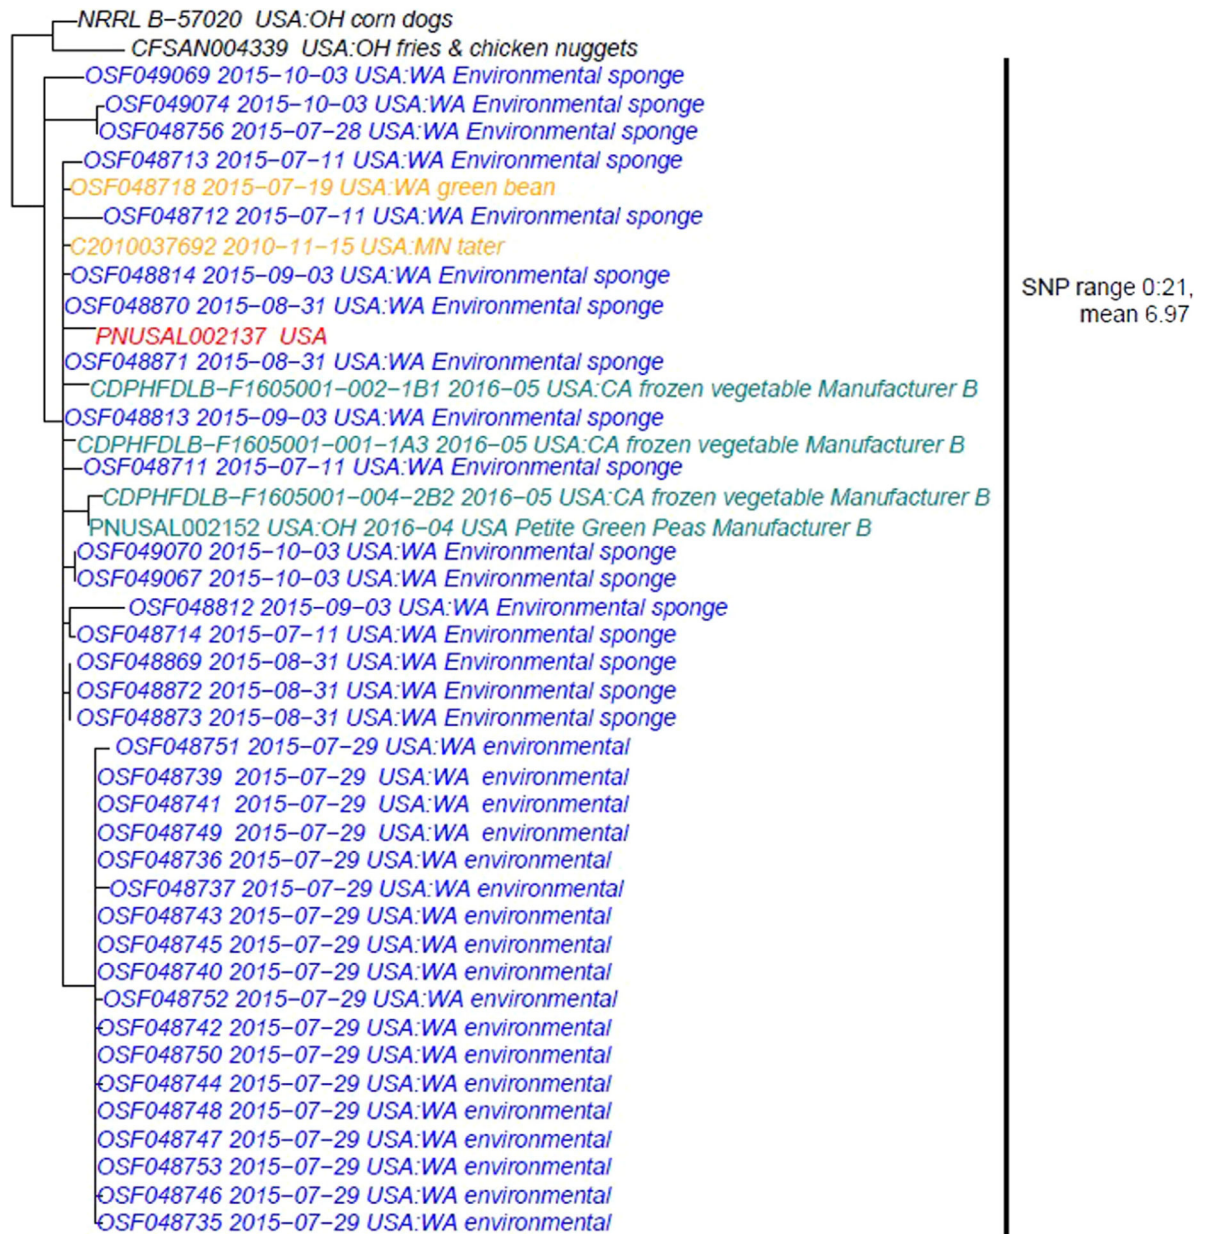 NRRL B−57020 USA:OH corn dogs
CFSAN004339 USA:OH fries & chicken nuggets
OSF049069 2015−10−03 USA:WA Environmental sponge
OSF049074 2015−10−03 USA:WA Environmental sponge
OSF048756 2015−07−28 USA:WA Environmental sponge
OSF048713 2015−07−11 USA:WA Environmental sponge
OSF048718 2015−07−19 USA:WA green bean
OSF048712 2015−07−11 USA:WA Environmental sponge
C2010037692 2010−11−15 USA:MN tater
OSF048814 2015−09−03 USA:WA Environmental sponge
OSF048870 2015−08−31 USA:WA Environmental sponge
SNP range 0:21,
mean 6.97
PNUSAL002137 USA
OSF048871 2015−08−31 USA:WA Environmental sponge
CDPHFDLB−F1605001−002−1B1 2016−05 USA:CA frozen vegetable Manufacturer B
OSF048813 2015−09−03 USA:WA Environmental sponge
CDPHFDLB−F1605001−001−1A3 2016−05 USA:CA frozen vegetable Manufacturer B
OSF048711 2015−07−11 USA:WA Environmental sponge
CDPHFDLB−F1605001−004−2B2 2016−05 USA:CA frozen vegetable Manufacturer B
PNUSAL002152 USA:OH 2016−04 USA Petite Green Peas Manufacturer B
OSF049070 2015−10−03 USA:WA Environmental sponge
OSF049067 2015−10−03 USA:WA Environmental sponge
OSF048812 2015−09−03 USA:WA Environmental sponge
OSF048714 2015−07−11 USA:WA Environmental sponge
OSF048869 2015−08−31 USA:WA Environmental sponge
OSF048872 2015−08−31 USA:WA Environmental sponge
OSF048873 2015−08−31 USA:WA Environmental sponge
OSF048751 2015−07−29 USA:WA environmental
OSF048739 2015−07−29 USA:WA environmental
OSF048741 2015−07−29 USA:WA environmental
OSF048749 2015−07−29 USA:WA environmental
OSF048736 2015−07−29 USA:WA environmental
OSF048737 2015−07−29 USA:WA environmental
OSF048743 2015−07−29 USA:WA environmental
OSF048745 2015−07−29 USA:WA environmental
OSF048740 2015−07−29 USA:WA environmental
OSF048752 2015−07−29 USA:WA environmental
OSF048742 2015−07−29 USA:WA environmental
OSF048750 2015−07−29 USA:WA environmental
OSF048744 2015−07−29 USA:WA environmental
OSF048748 2015−07−29 USA:WA environmental
OSF048747 2015−07−29 USA:WA environmental
OSF048753 2015−07−29 USA:WA environmental
OSF048746 2015−07−29 USA:WA environmental
OSF048735 2015−07−29 USA:WA environmental